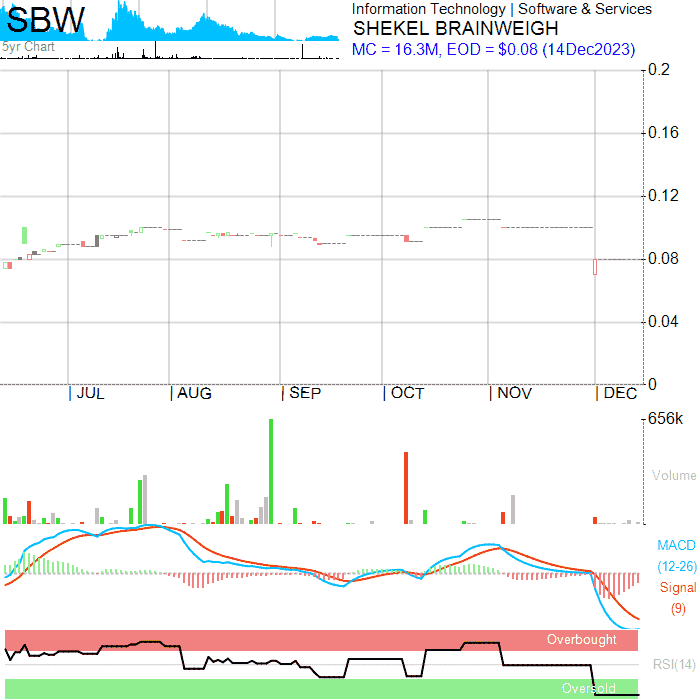 SBW
5yr Chart
Information Technology | Software & Services
SHEKEL BRAINWEIGH
MC = 16.3M, EOD = $0.08 (14Dec2023)
0.2
0.16
0.12
0.08
0.04
0
JUL AUG SEP OCT NOV DEC
656k
Volume
MACD
(12-26)
Signal
(9)
Overbought
RSI(14)
Oversold